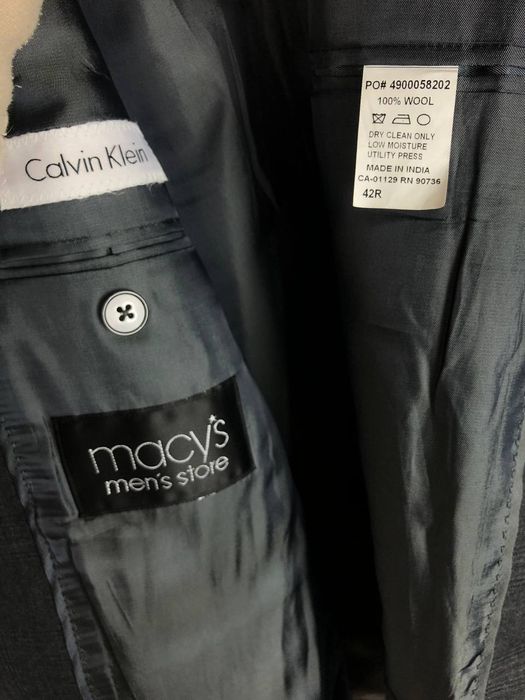 Calvin Klein
macy's
men's store
PO# 4900058202
100% WOOL
DRY CLEAN ONLY
LOW MOISTURE
UTILITY PRESS
MADE IN INDIA
CA-01129 RN 90736
42R